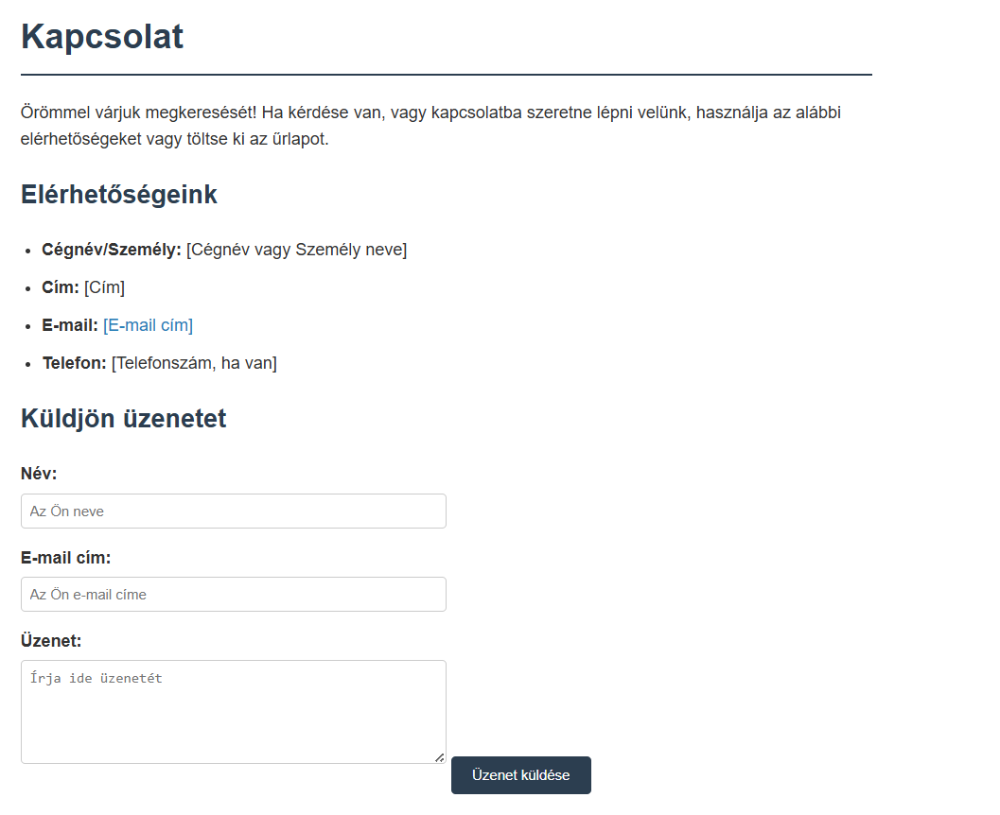 Kapcsolat
Örömmel várjuk megkeresését! Ha kérdése van, vagy kapcsolatba szeretne lépni velünk, használja az alábbi
elérhetőségeket vagy töltse ki az űrlapot.
Elérhetőségeink
• Cégnév/Személy: [Cégnév vagy Személy neve]
• Cím: [Cím]
• E-mail: [E-mail cím]
• Telefon: [Telefonszám, ha van]
Küldjön üzenetet
Név:
Az Ön neve
E-mail cím:
Az Ön e-mail címe
Üzenet:
Írja ide üzenetét
Üzenet küldése